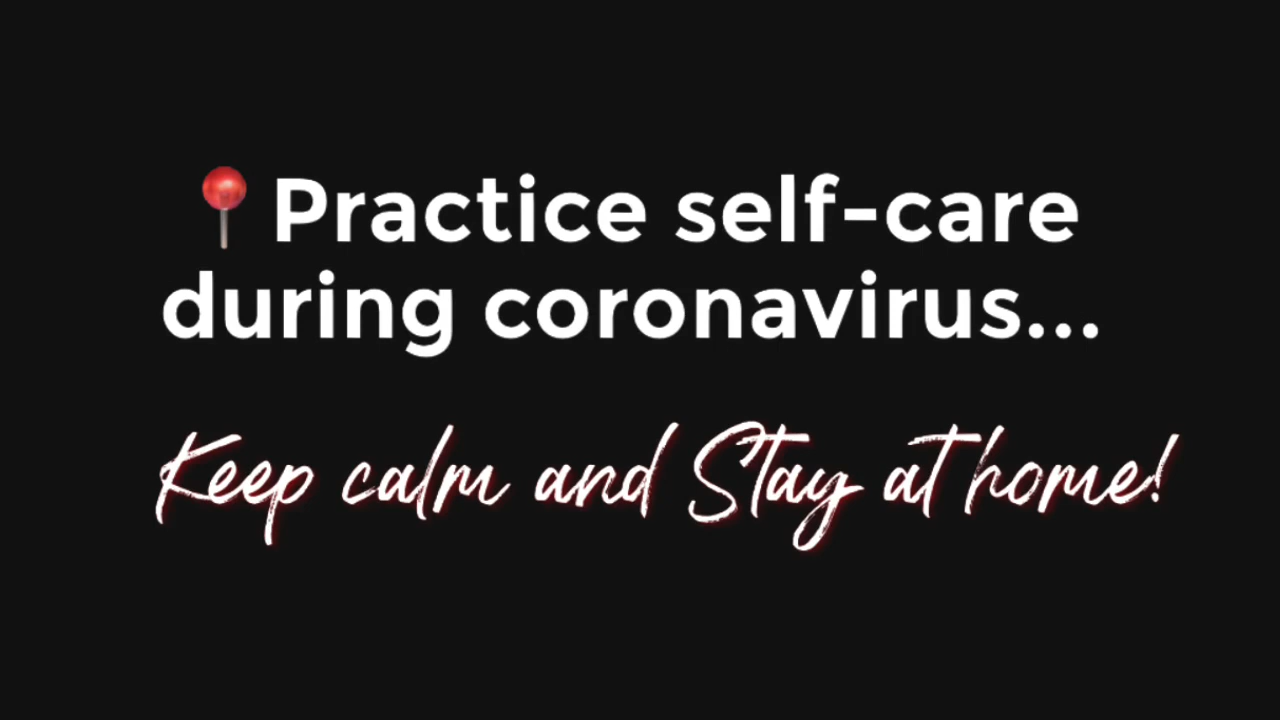 📍Practice self-care
during coronavirus...
Keep calm and Stay at home!